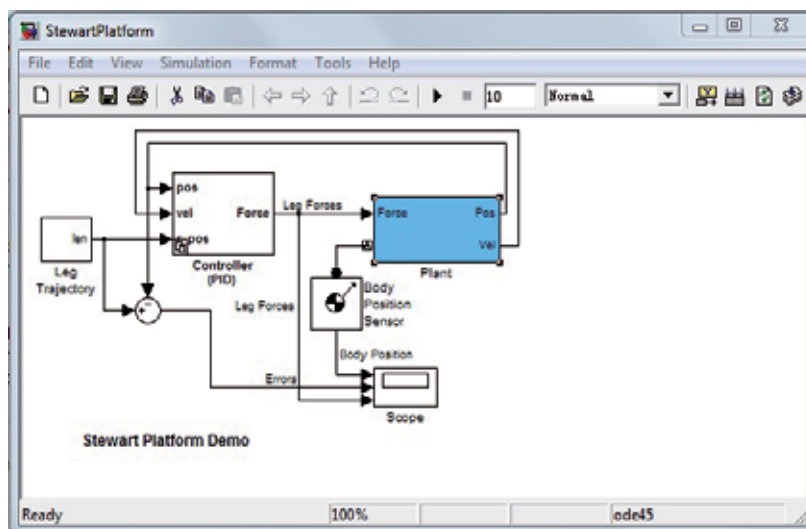 StewartPlatform
File Edit View Simulation Format Tools Help
10 Normal
pos
vel
Force
Leg Forces
Force
Pos
Vel
len
Leg
Trajectory
Controller
(PID)
Plant
Body
Position
Sensor
Leg Forces
Body Position
Errors
Scope
Stewart Platform Demo
Ready 100% ode45